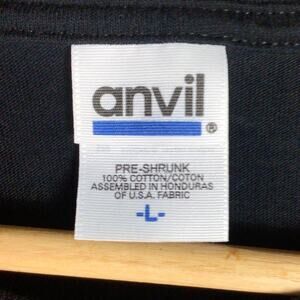 anvil
®
PRE-SHRUNK
100% COTTON/COTON
ASSEMBLED IN HONDURAS
OF U.S.A. FABRIC
-L-